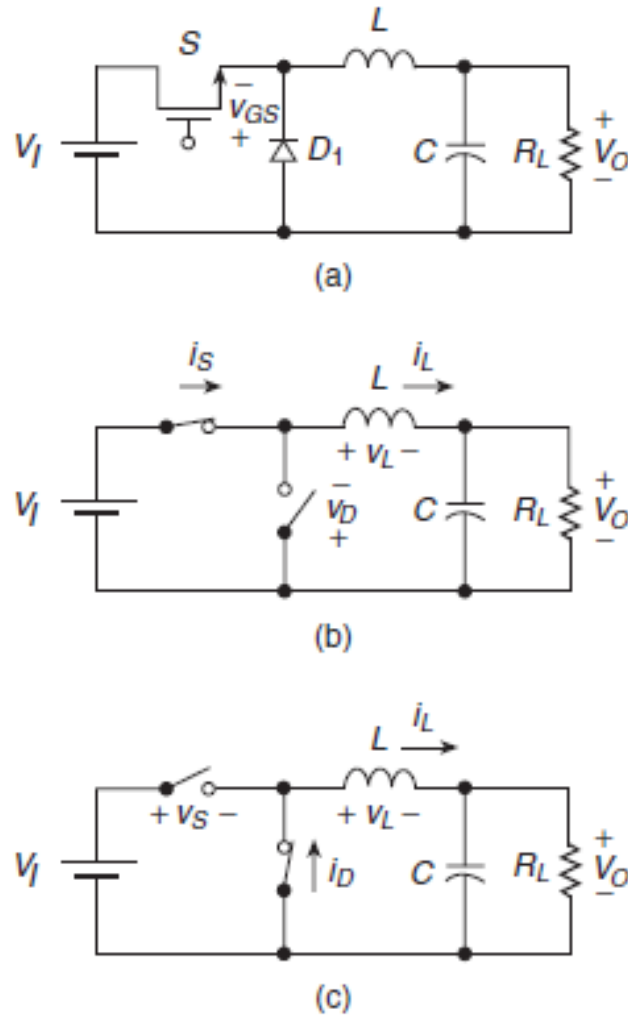 S
L
−
v_GS
+
V_I
D_1
C
R_L
+
V_O
−
(a)
i_S
L
i_L
+ v_L −
V_I
−
v_D
+
C
R_L
+
V_O
−
(b)
L
i_L
+ v_S −
+ v_L −
V_I
i_D
C
R_L
+
V_O
−
(c)